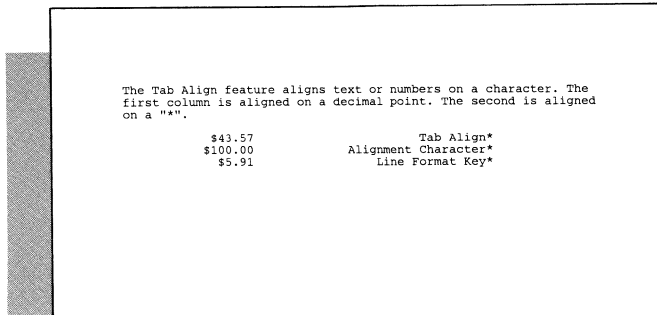 The Tab Align feature aligns text or numbers on a character. The
first column is aligned on a decimal point. The second is aligned
on a "*".
$43.57 Tab Align*
$100.00 Alignment Character*
$5.91 Line Format Key*